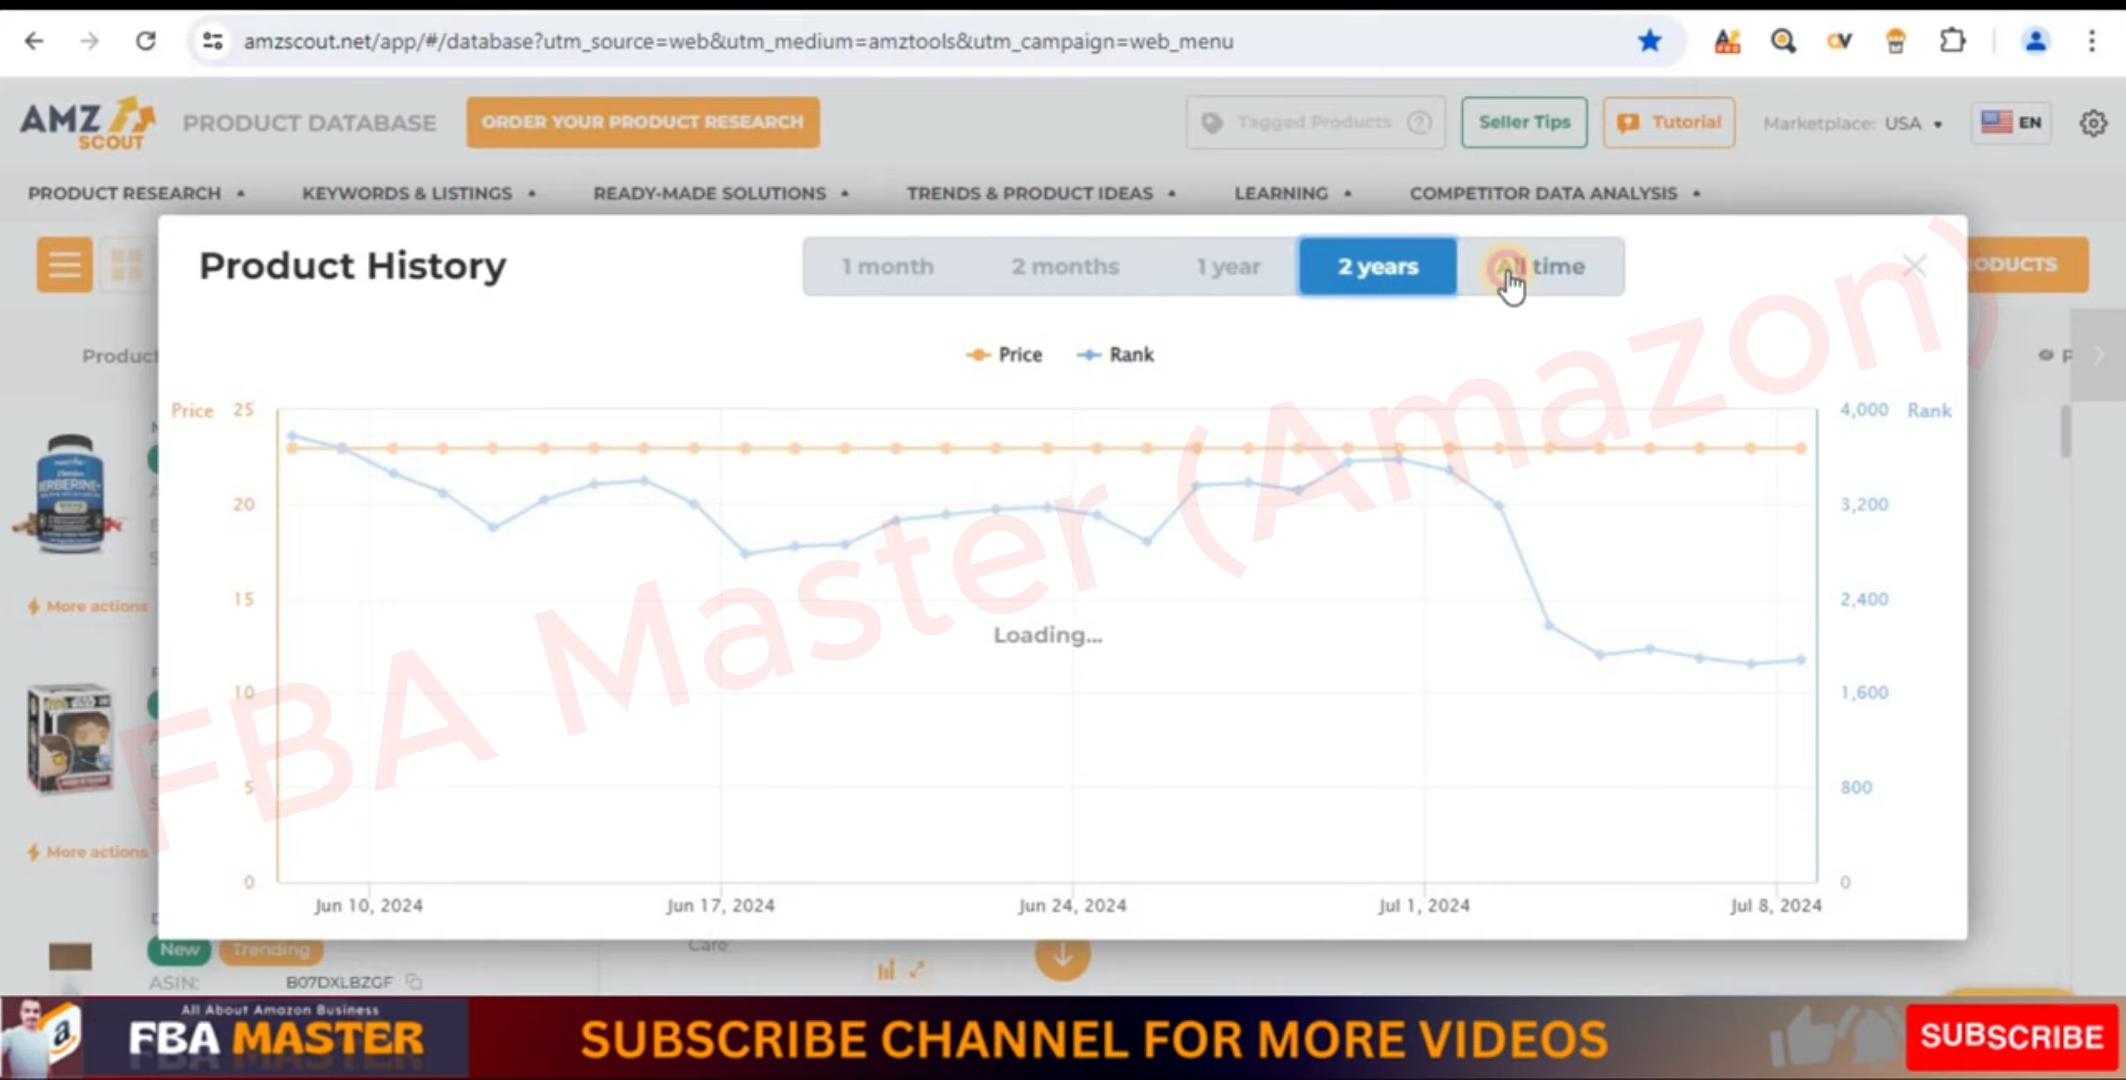 amzscout.net/app/#/database?utm_source=web&utm_medium=amztools&utm_campaign=web_menu
AMZ SCOUT
PRODUCT DATABASE
ORDER YOUR PRODUCT RESEARCH
Tagged Products
Seller Tips
Tutorial
Marketplace: USA
EN
PRODUCT RESEARCH
KEYWORDS & LISTINGS
READY-MADE SOLUTIONS
TRENDS & PRODUCT IDEAS
LEARNING
COMPETITOR DATA ANALYSIS
Product History
1 month
2 months
1 year
2 years
All time
ODUCTS
Product
Price
Rank
Price
25
20
15
10
5
0
4,000
3,200
2,400
1,600
800
0
Rank
Loading...
Jun 10, 2024
Jun 17, 2024
Jun 24, 2024
Jul 1, 2024
Jul 8, 2024
FBA Master (Amazon)
More actions
More actions
New
Trending
Care
ASIN:
B07DXLBZGF
All About Amazon Business
FBA MASTER
SUBSCRIBE CHANNEL FOR MORE VIDEOS
SUBSCRIBE